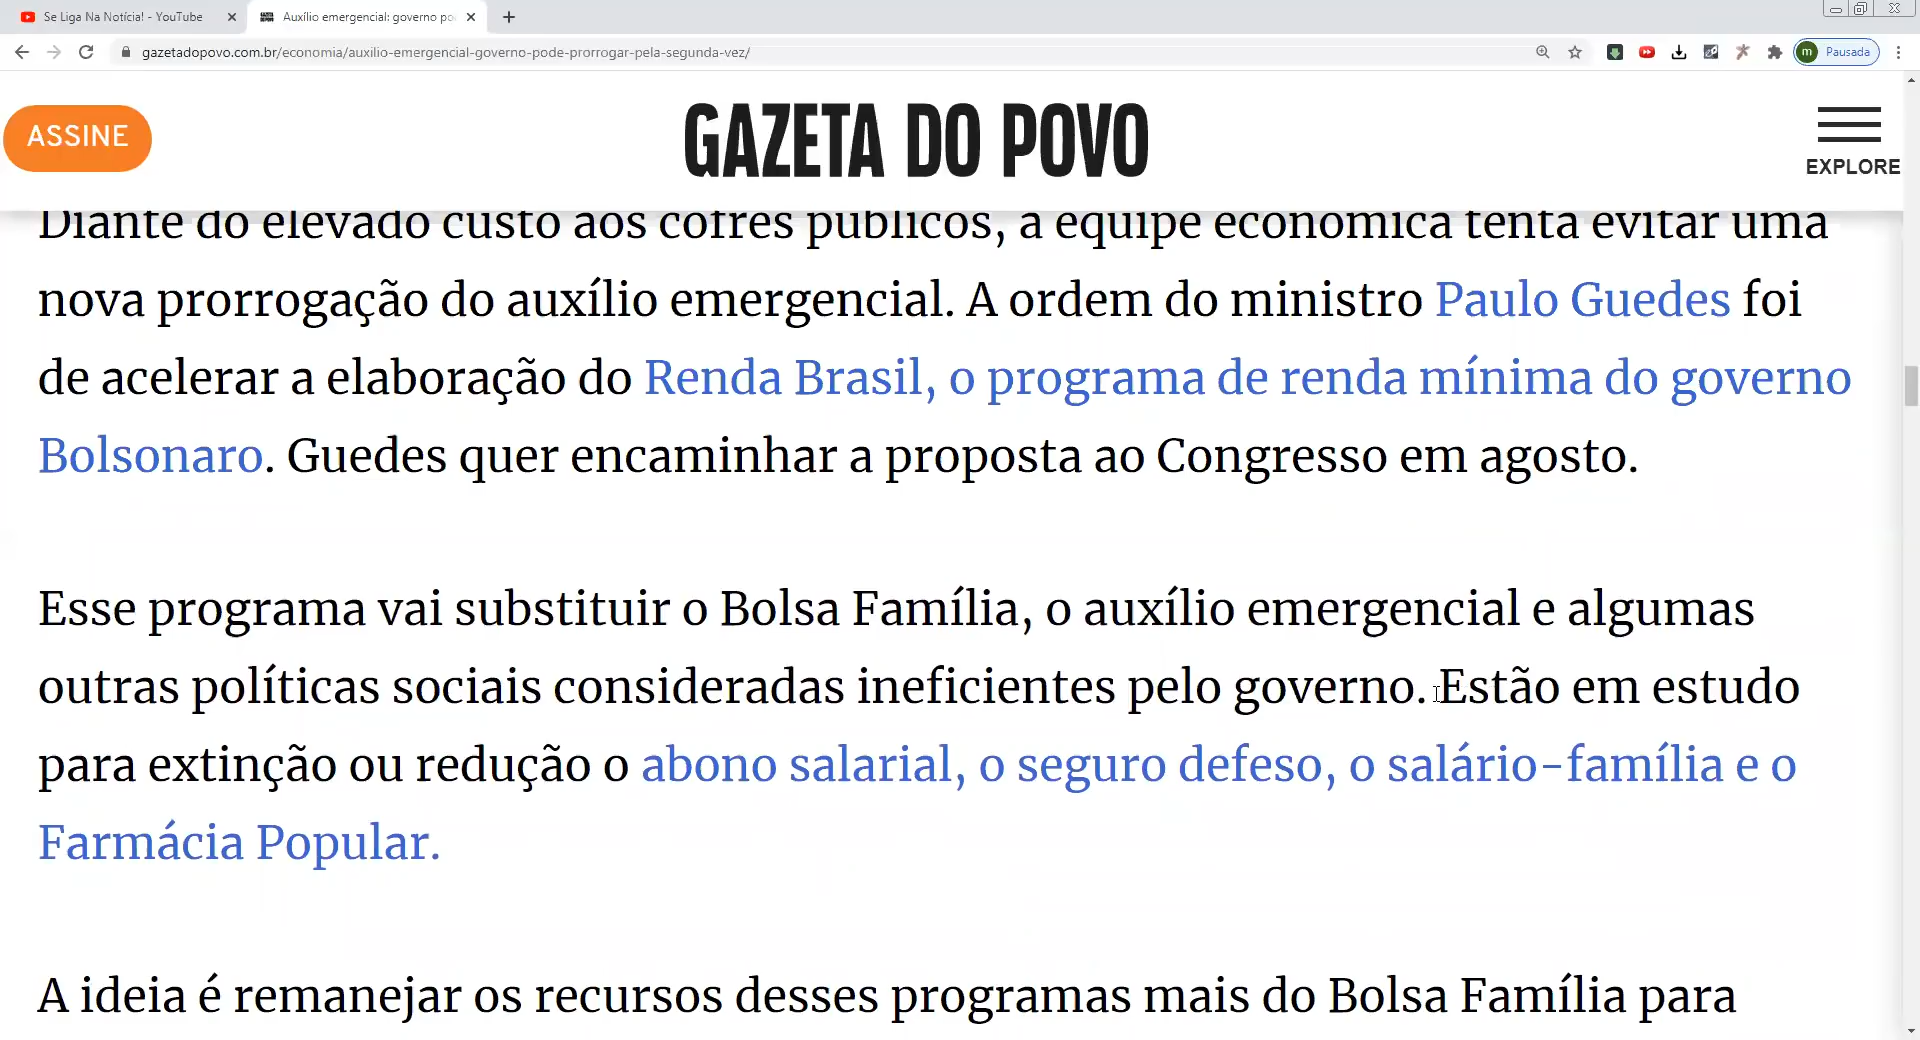 Se Liga Na Notícia! - YouTube
Auxílio emergencial: governo po
gazetadopovo.com.br/economia/auxilio-emergencial-governo-pode-prorrogar-pela-segunda-vez/
m Pausada
ASSINE
GAZETA DO POVO
EXPLORE
Diante do elevado custo aos cofres públicos, a equipe econômica tenta evitar uma
nova prorrogação do auxílio emergencial. A ordem do ministro Paulo Guedes foi
de acelerar a elaboração do Renda Brasil, o programa de renda mínima do governo
Bolsonaro. Guedes quer encaminhar a proposta ao Congresso em agosto.
Esse programa vai substituir o Bolsa Família, o auxílio emergencial e algumas
outras políticas sociais consideradas ineficientes pelo governo. Estão em estudo
para extinção ou redução o abono salarial, o seguro defeso, o salário-família e o
Farmácia Popular.
A ideia é remanejar os recursos desses programas mais do Bolsa Família para